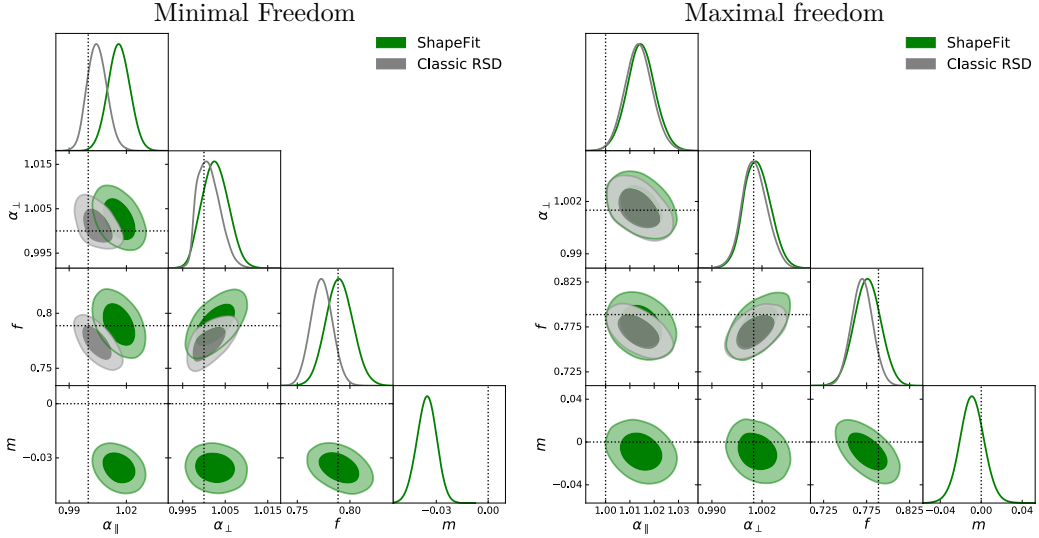 Minimal Freedom
ShapeFit
Classic RSD
1.015
1.005
0.995
α⊥
0.8
0.75
f
0
−0.03
m
0.99
1.02
α∥
0.995
1.005
1.015
α⊥
0.75
0.80
f
−0.03
0.00
m
Maximal freedom
ShapeFit
Classic RSD
1.002
0.99
α⊥
0.825
0.775
0.725
f
0.04
0
−0.04
m
1.00
1.01
1.02
1.03
α∥
0.990
1.002
α⊥
0.725
0.775
0.825
f
−0.04
0.00
0.04
m